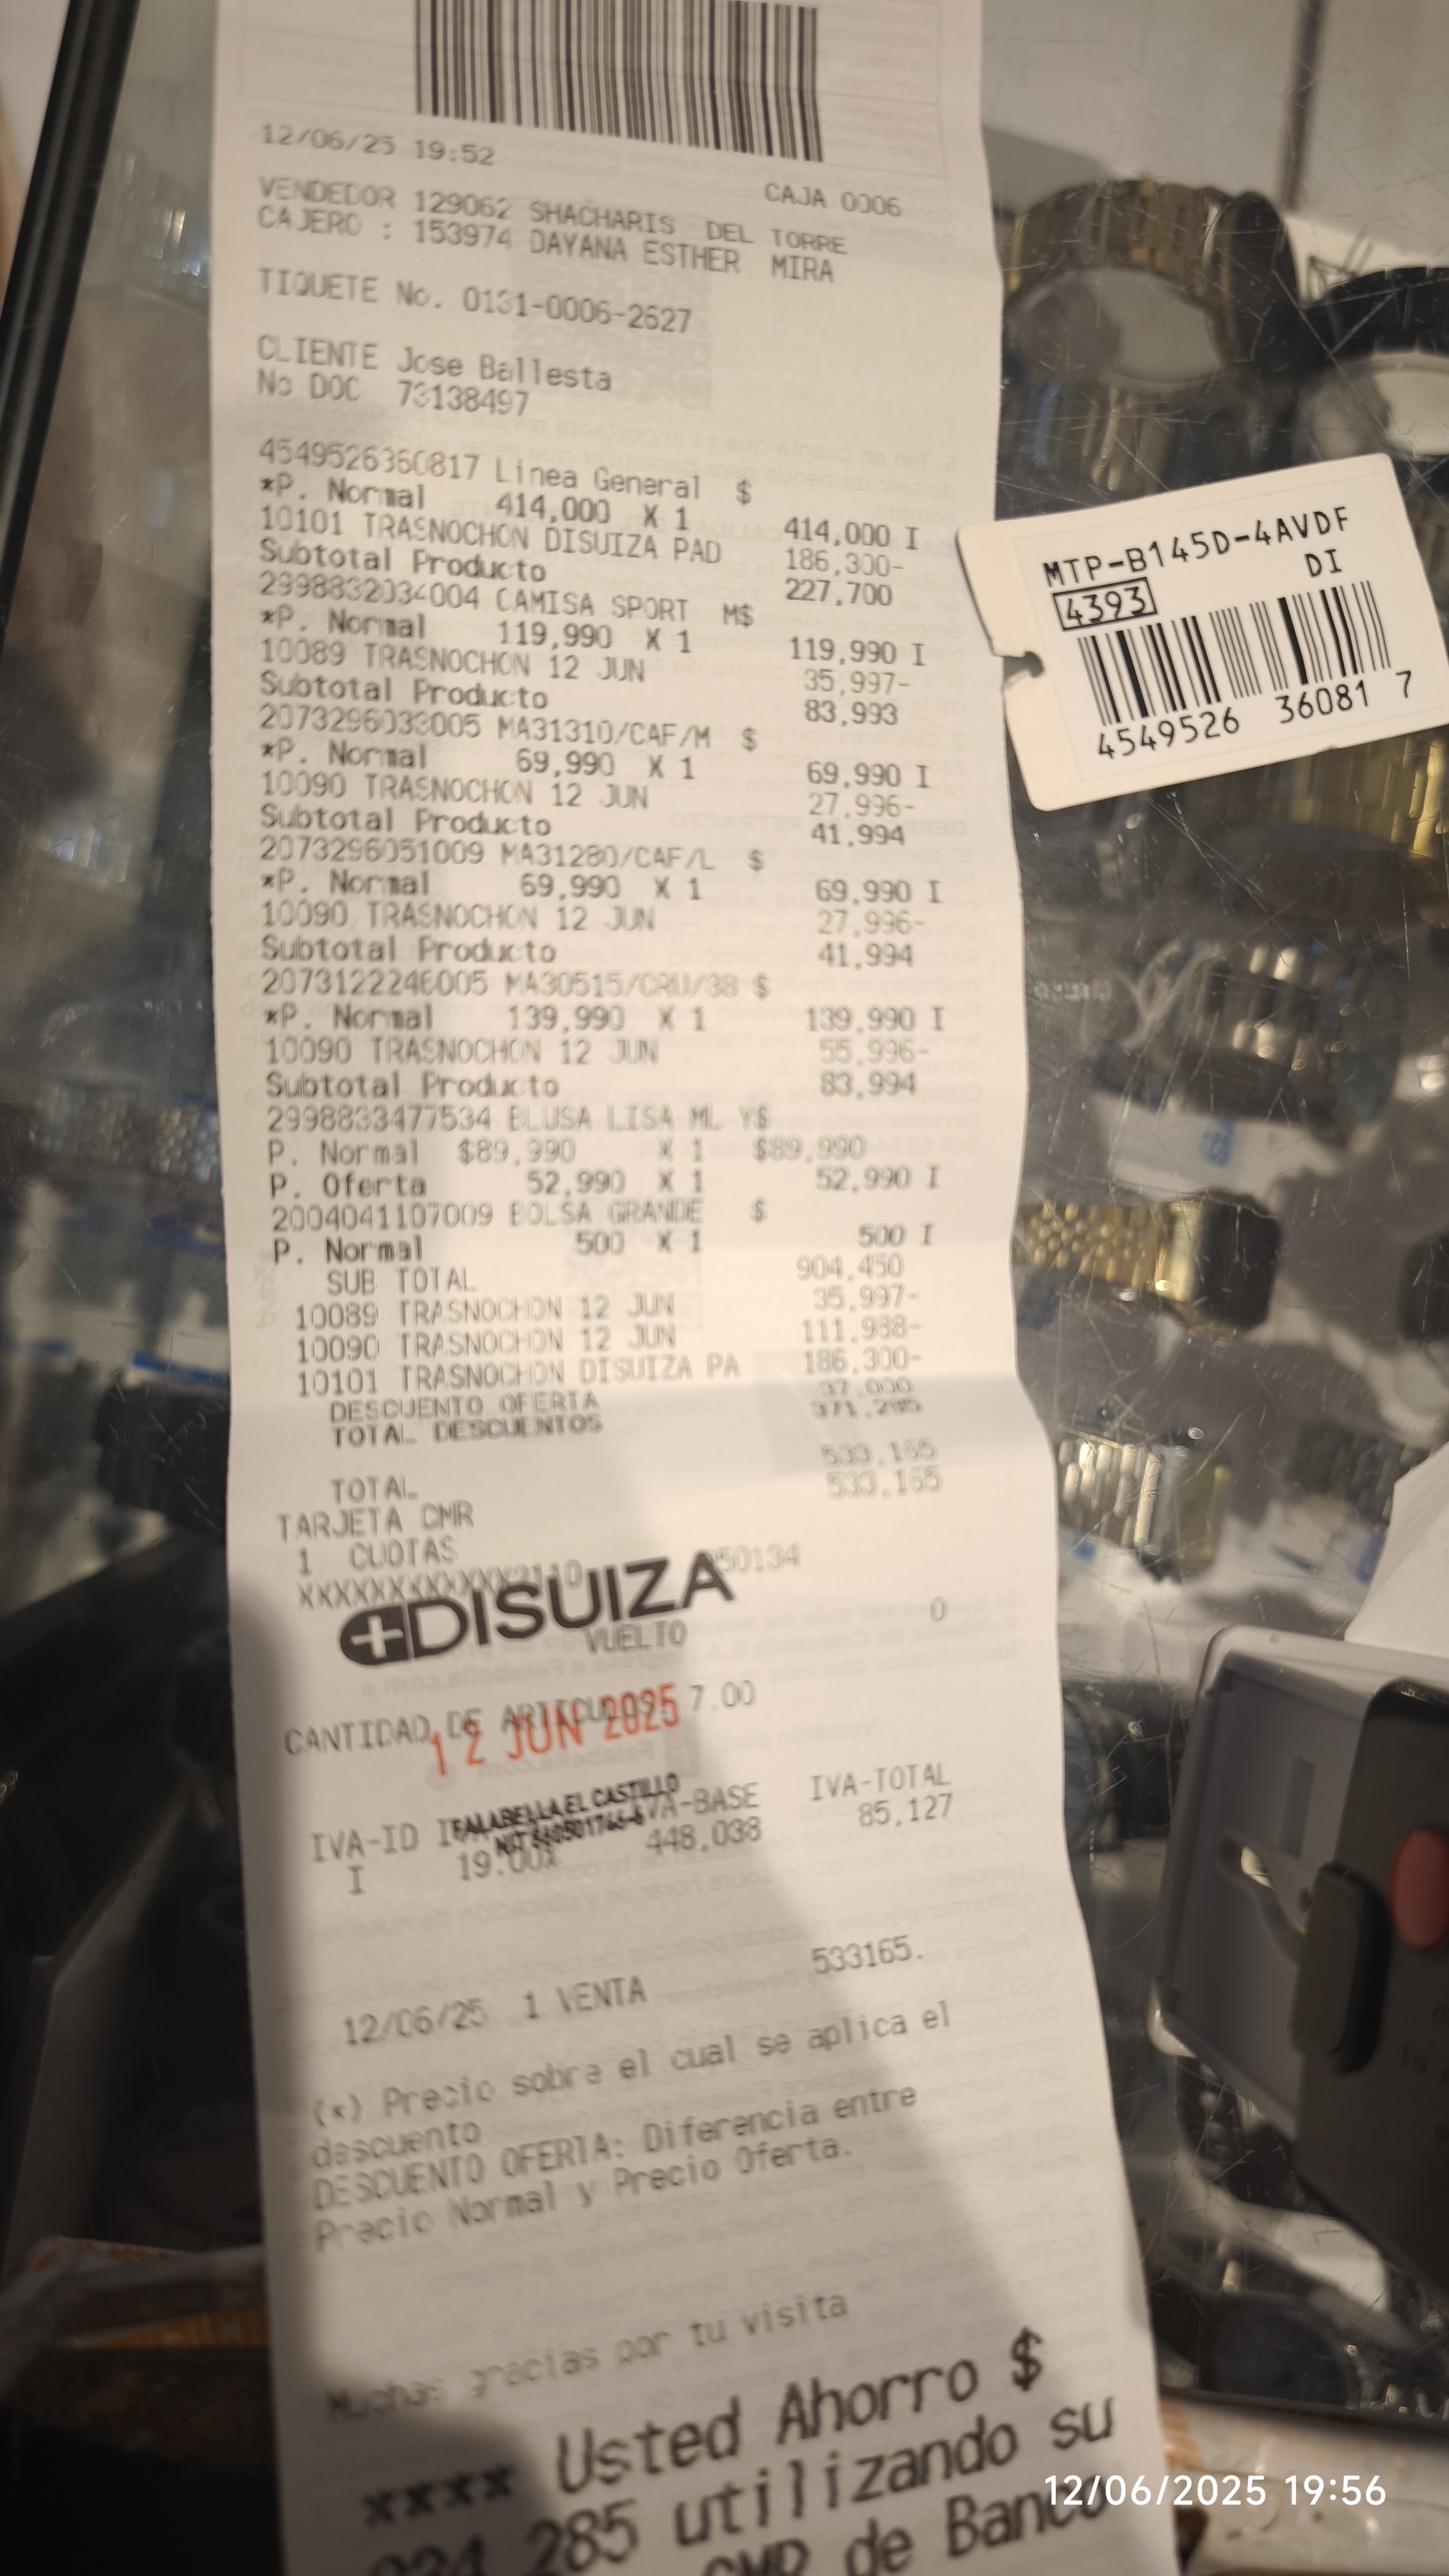 12/06/25 19:52
CAJA 0006
VENDEDOR 129062 SHACHARIS DEL TORRE
CAJERO : 153974 DAYANA ESTHER MIRA
TIQUETE No. 0131-0006-2627
CLIENTE Jose Ballesta
No DOC 73138497
4549526360817 Linea General $
*P. Normal 414,000 X 1 414,000 I
10101 TRASNOCHON DISUIZA PAD 186,300-
Subtotal Producto 227,700
2998832034004 CAMISA SPORT M$
*P. Normal 119,990 X 1 119,990 I
10089 TRASNOCHON 12 JUN 35,997-
Subtotal Producto 83,993
2073296033005 MA31310/CAF/M $
*P. Normal 69,990 X 1 69,990 I
10090 TRASNOCHON 12 JUN 27,996-
Subtotal Producto 41,994
2073296051009 MA31280/CAF/L $
*P. Normal 69,990 X 1 69,990 I
10090 TRASNOCHON 12 JUN 27,996-
Subtotal Producto 41,994
2073122246005 MA30515/CRU/38 $
*P. Normal 139,990 X 1 139,990 I
10090 TRASNOCHON 12 JUN 55,996-
Subtotal Producto 83,994
2998833477534 BLUSA LISA ML Y$
P. Normal $89,990 X 1 $89,990
P. Oferta 52,990 X 1 52,990 I
2004041107009 BOLSA GRANDE $
P. Normal 500 X 1 500 I
SUB TOTAL 904,450
10089 TRASNOCHON 12 JUN 35,997-
10090 TRASNOCHON 12 JUN 111,988-
10101 TRASNOCHON DISUIZA PA 186,300-
DESCUENTO OFERTA 37,000
TOTAL DESCUENTOS 371,285
TOTAL 533,165
TARJETA CMR 533,165
1 CUOTAS
XXXXXXXXXXXX2110 050134
DISUIZA
VUELTO 0
CANTIDAD DE ARTICULOS 7.00
12 JUN 2025
FALABELLA EL CASTILLO
IVA-ID IVA-BASE IVA-TOTAL
I 19.00% 448,038 85,127
12/06/25 1 VENTA 533165.
(*) Precio sobre el cual se aplica el
descuento
DESCUENTO OFERTA: Diferencia entre
Precio Normal y Precio Oferta.
Muchas gracias por tu visita
**** Usted Ahorro $
285 utilizando su
CMR de Banco
MTP-B145D-4AVDF
DI
4393
4549526 36081 7
12/06/2025 19:56